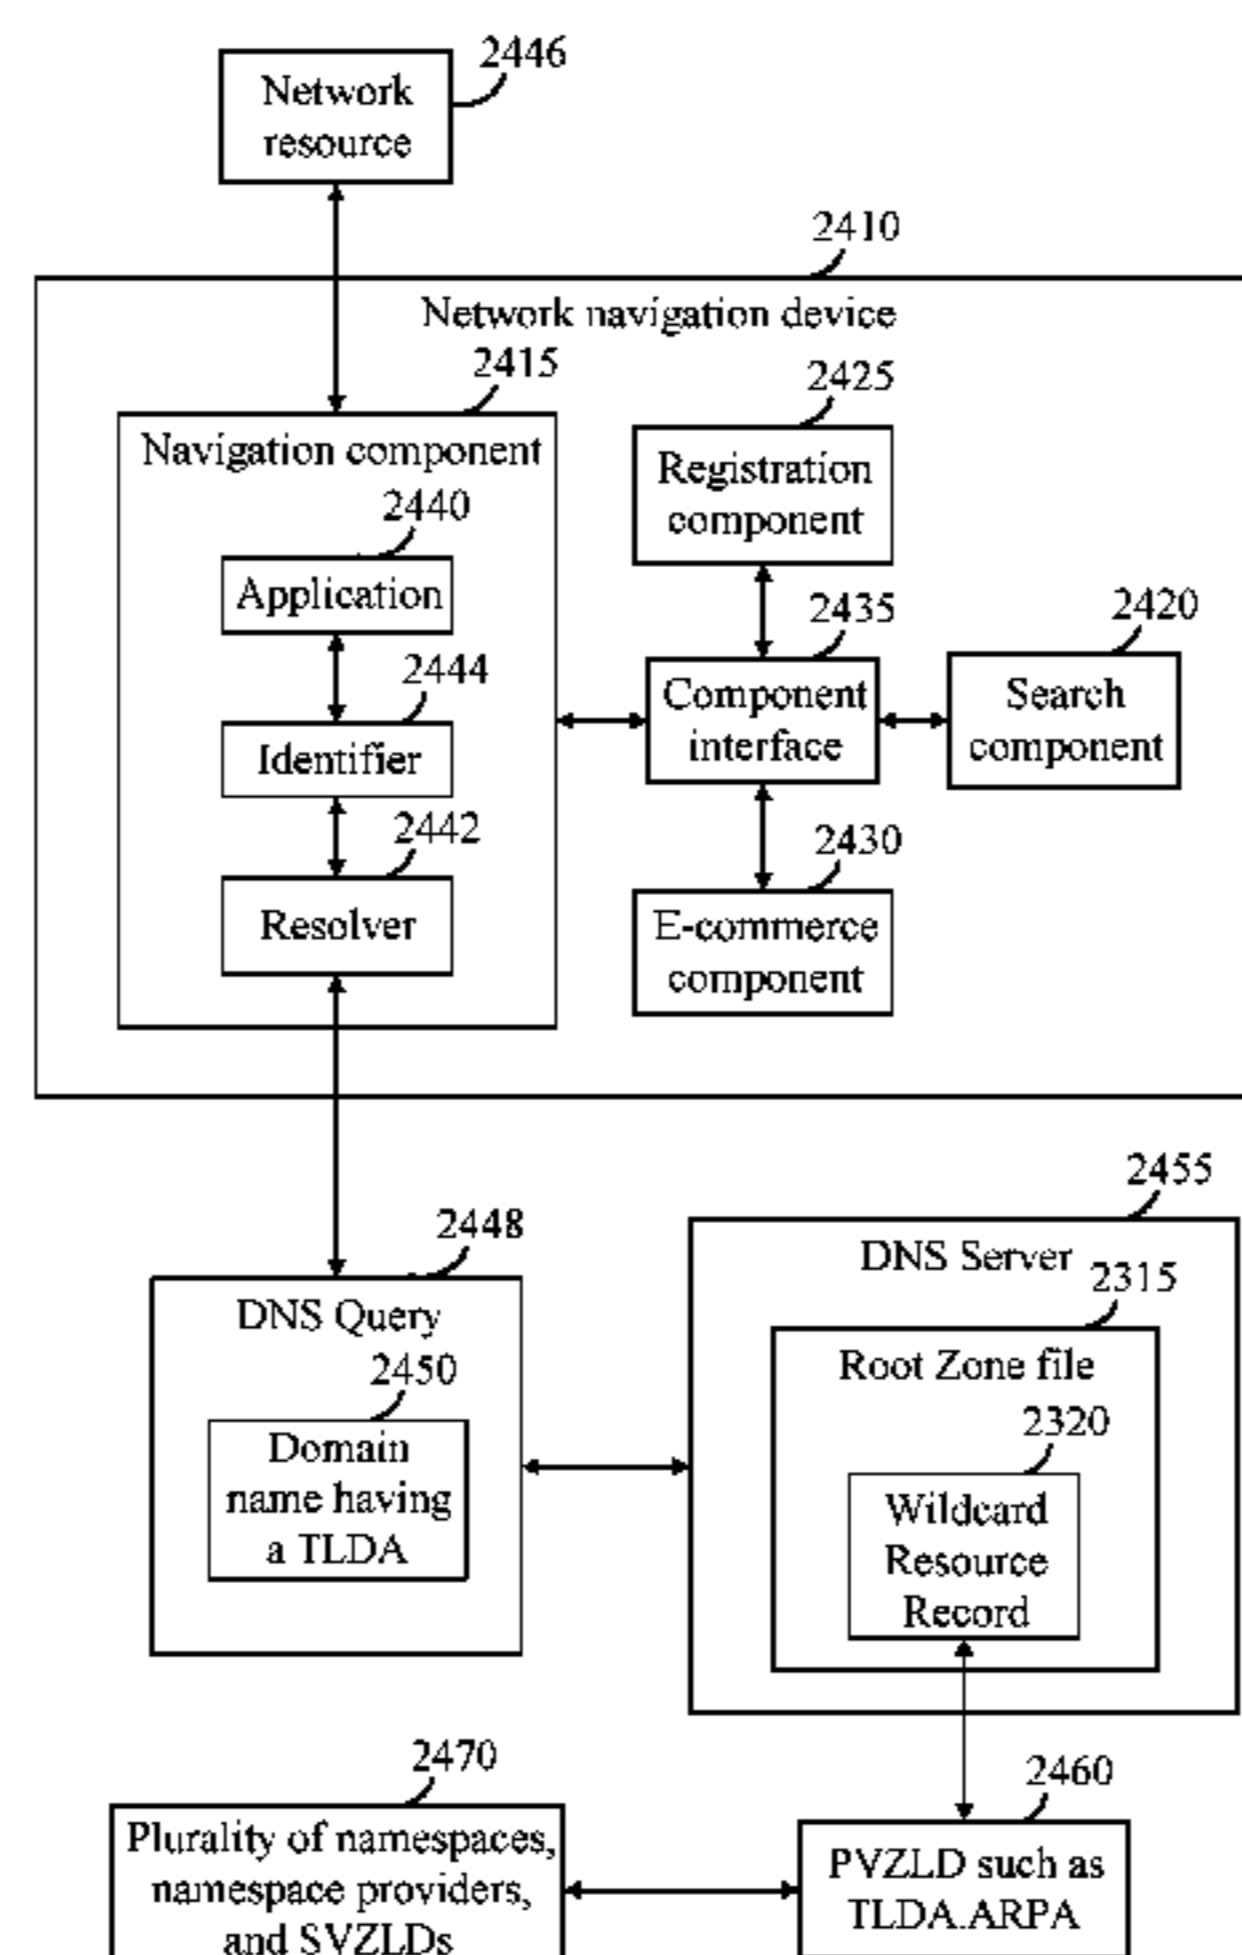 2446
Network
resource
2410
Network navigation device
2415
2425
Navigation component
Registration
component
2440
Application
2435
2420
2444
Component
interface
Search
component
Identifier
2442
2430
Resolver
E-commerce
component
2455
2448
DNS Server
2315
DNS Query
2450
Root Zone file
2320
Domain
name having
a TLDA
Wildcard
Resource
Record
2470
2460
Plurality of namespaces,
namespace providers,
and SVZLDs
PVZLD such as
TLDA.ARPA